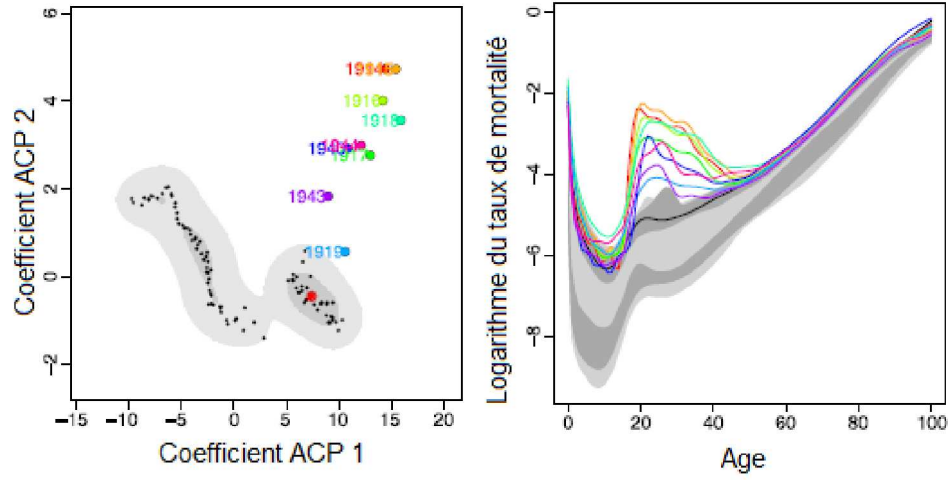 6
4
2
0
−2
Coefficient ACP 2
1916
1918
1943
1919
−15 −10 −5 0 5 10 15 20
Coefficient ACP 1
0
−2
−4
−6
−8
Logarithme du taux de mortalité
0 20 40 60 80 100
Age